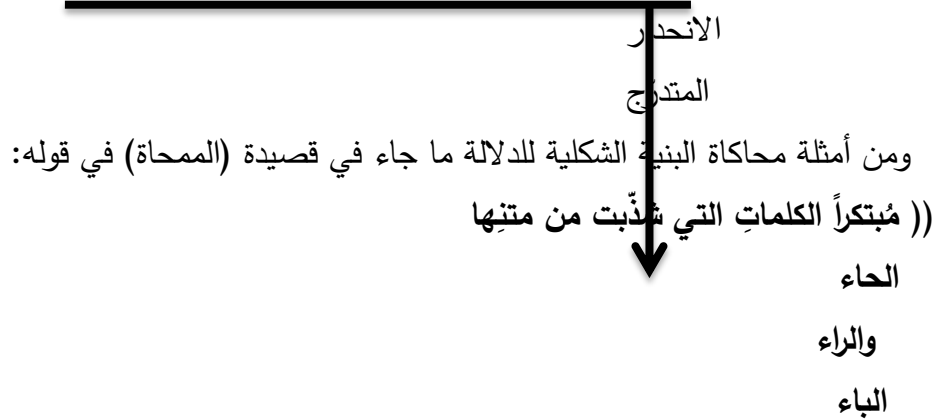 الانحدار
المتدرّج
ومن أمثلة محاكاة البنية الشكلية للدلالة ما جاء في قصيدة (الممحاة) في قوله:
(( مُبتكراً الكلماتِ التي شذّبت من متنِها
الحاء
والراء
الباء